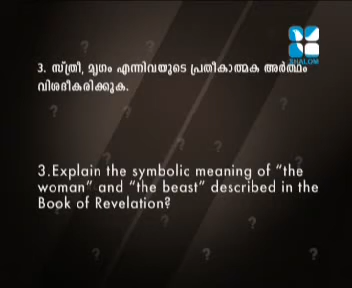 SHALOM
3. സ്ത്രീ, മൃഗം എന്നിവയുടെ പ്രതീകാത്മക അർത്ഥം
വിശദീകരിക്കുക.
3.Explain the symbolic meaning of “the
woman” and “the beast” described in the
Book of Revelation?